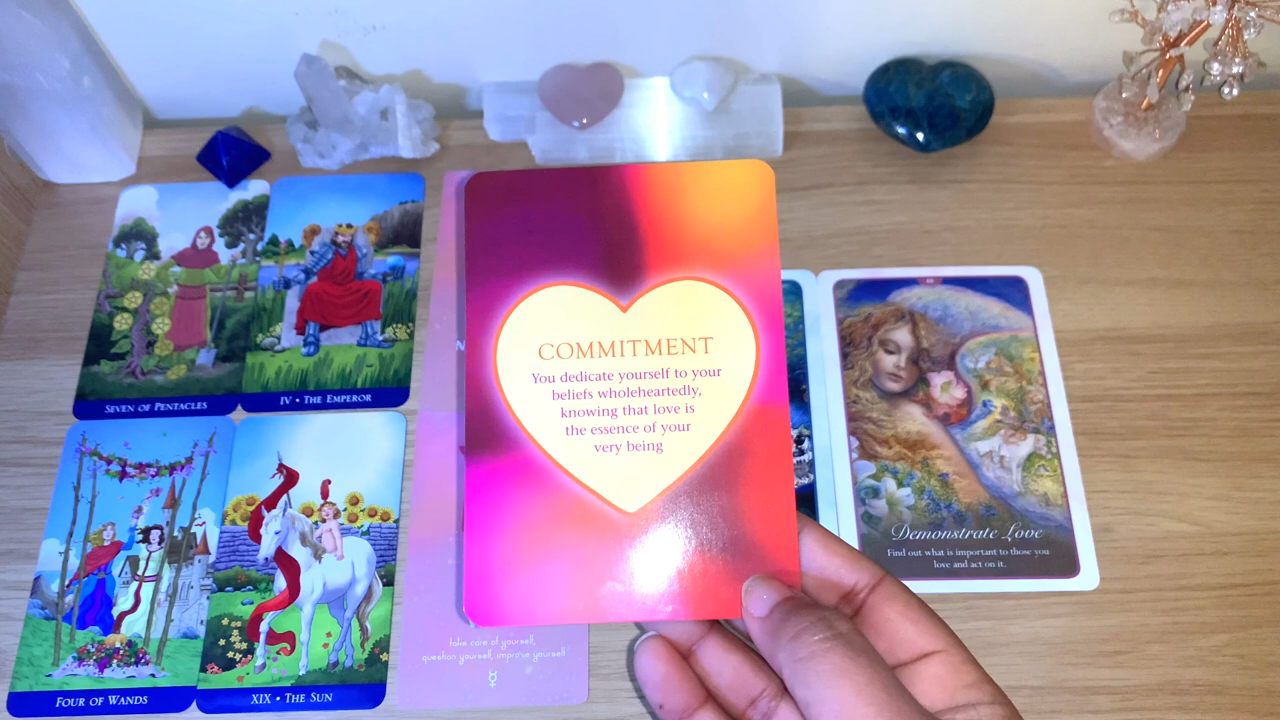 SEVEN OF PENTACLES
IV • THE EMPEROR
FOUR OF WANDS
XIX • THE SUN
COMMITMENT
You dedicate yourself to your
beliefs wholeheartedly,
knowing that love is
the essence of your
very being
take care of yourself,
question yourself, improve yourself
Demonstrate Love
Find out what is important to those you
love and act on it.